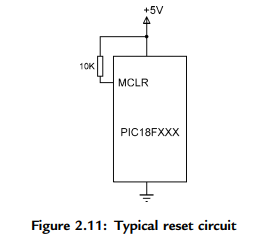 +5V
10K
MCLR
PIC18FXXX
Figure 2.11: Typical reset circuit